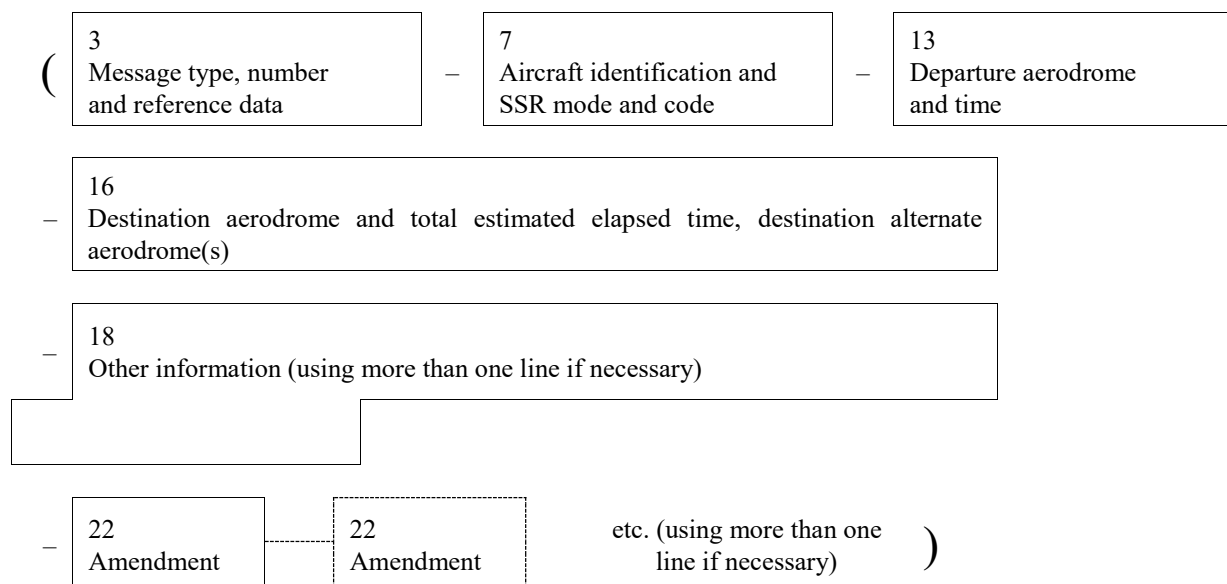 ( 3 – 7 – 13
Message type, number Aircraft identification and Departure aerodrome
and reference data SSR mode and code and time
16
– Destination aerodrome and total estimated elapsed time, destination alternate
aerodrome(s)
18
– Other information (using more than one line if necessary)
– 22 22 etc. (using more than one )
Amendment Amendment line if necessary)